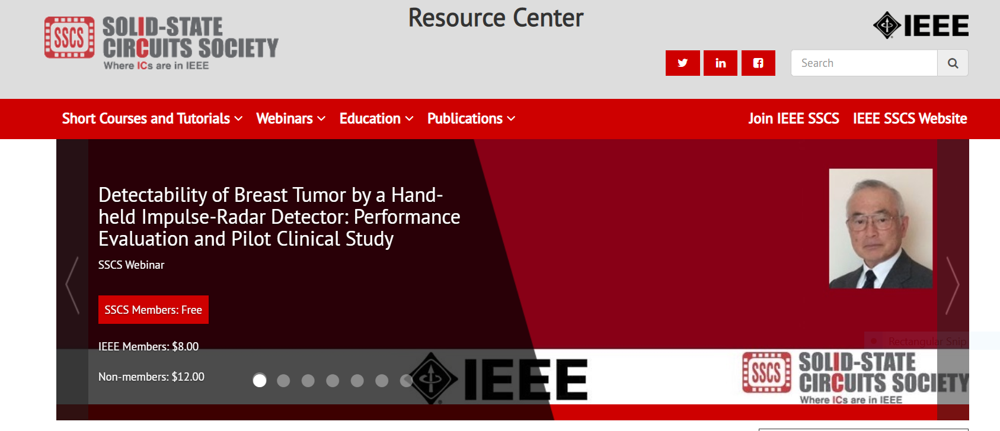 Resource Center
SSCS
SOLID-STATE
CIRCUITS SOCIETY
Where ICs are in IEEE
IEEE
Search
Short Courses and Tutorials
Webinars
Education
Publications
Join IEEE SSCS
IEEE SSCS Website
Detectability of Breast Tumor by a Hand-
held Impulse-Radar Detector: Performance
Evaluation and Pilot Clinical Study
SSCS Webinar
SSCS Members: Free
IEEE Members: $8.00
Non-members: $12.00
Rectangular Snip
IEEE
SSCS
SOLID-STATE
CIRCUITS SOCIETY
Where ICs are in IEEE